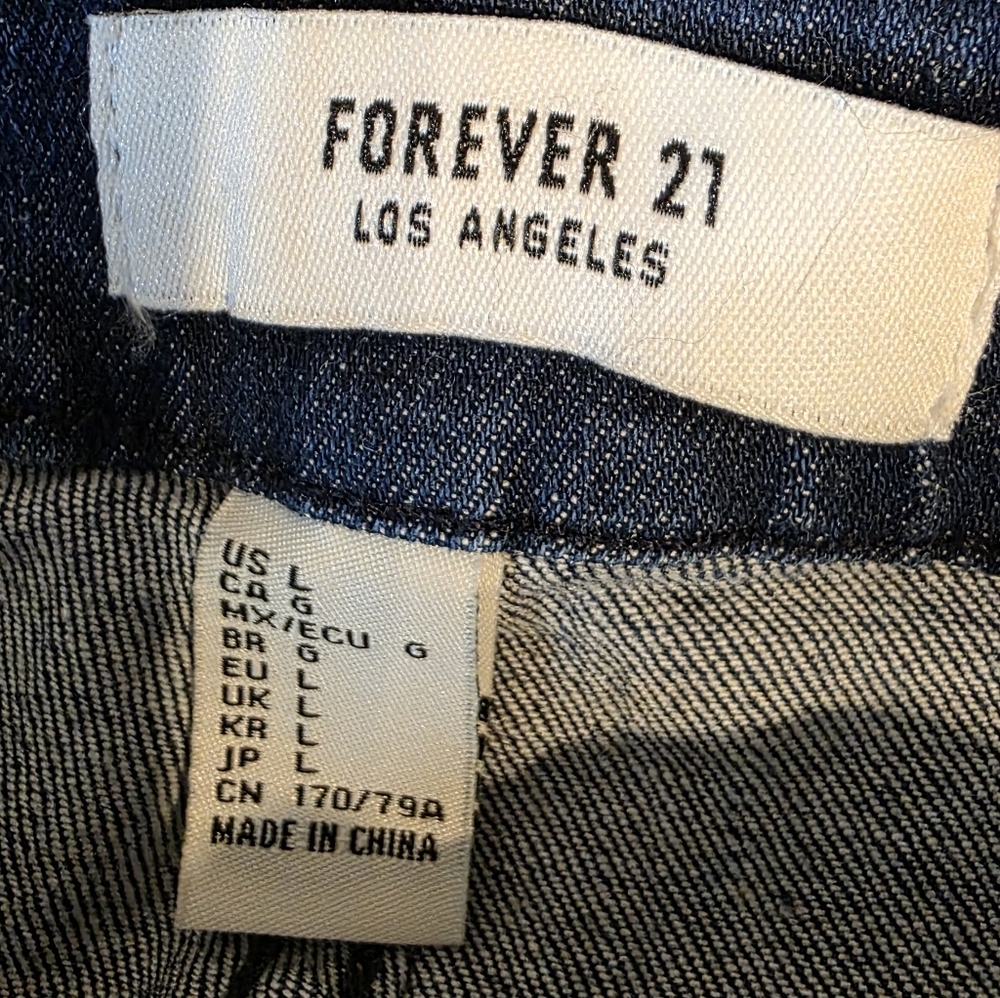 FOREVER 21
LOS ANGELES
US L
CA G
MX/ECU G
BR G
EU L
UK L
KR L
JP L
CN 170/79A
MADE IN CHINA